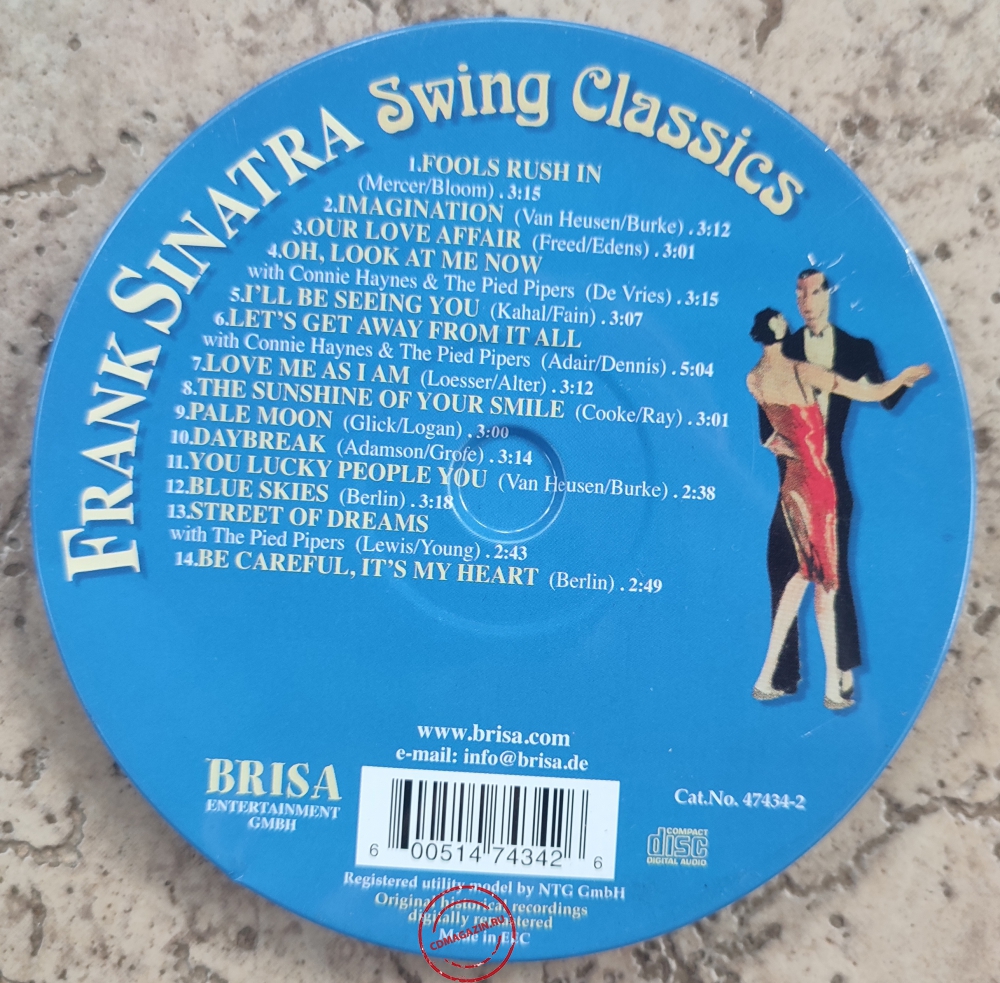 FRANK SINATRA Swing Classics
1.FOOLS RUSH IN
(Mercer/Bloom) . 3:15
2.IMAGINATION (Van Heusen/Burke) . 3:12
3.OUR LOVE AFFAIR (Freed/Edens) . 3:01
4.OH, LOOK AT ME NOW
with Connie Haynes & The Pied Pipers (De Vries) . 3:15
5.I'LL BE SEEING YOU (Kahal/Fain) . 3:07
6.LET'S GET AWAY FROM IT ALL
with Connie Haynes & The Pied Pipers (Adair/Dennis) . 5:04
7.LOVE ME AS I AM (Loesser/Alter) . 3:12
8.THE SUNSHINE OF YOUR SMILE (Cooke/Ray) . 3:01
9.PALE MOON (Glick/Logan) . 3:00
10.DAYBREAK (Adamson/Grofe) . 3:14
11.YOU LUCKY PEOPLE YOU (Van Heusen/Burke) . 2:38
12.BLUE SKIES (Berlin) . 3:18
13.STREET OF DREAMS
with The Pied Pipers (Lewis/Young) . 2:43
14.BE CAREFUL, IT'S MY HEART (Berlin) . 2:49
www.brisa.com
e-mail: info@brisa.de
BRISA
ENTERTAINMENT
GMBH
6 00514 74342 6
Cat.No. 47434-2
COMPACT
disc
DIGITAL AUDIO
Registered utility model by NTG GmbH
Original historical recordings
digitally remastered
Made in EEC
CDMAGAZIN.RU